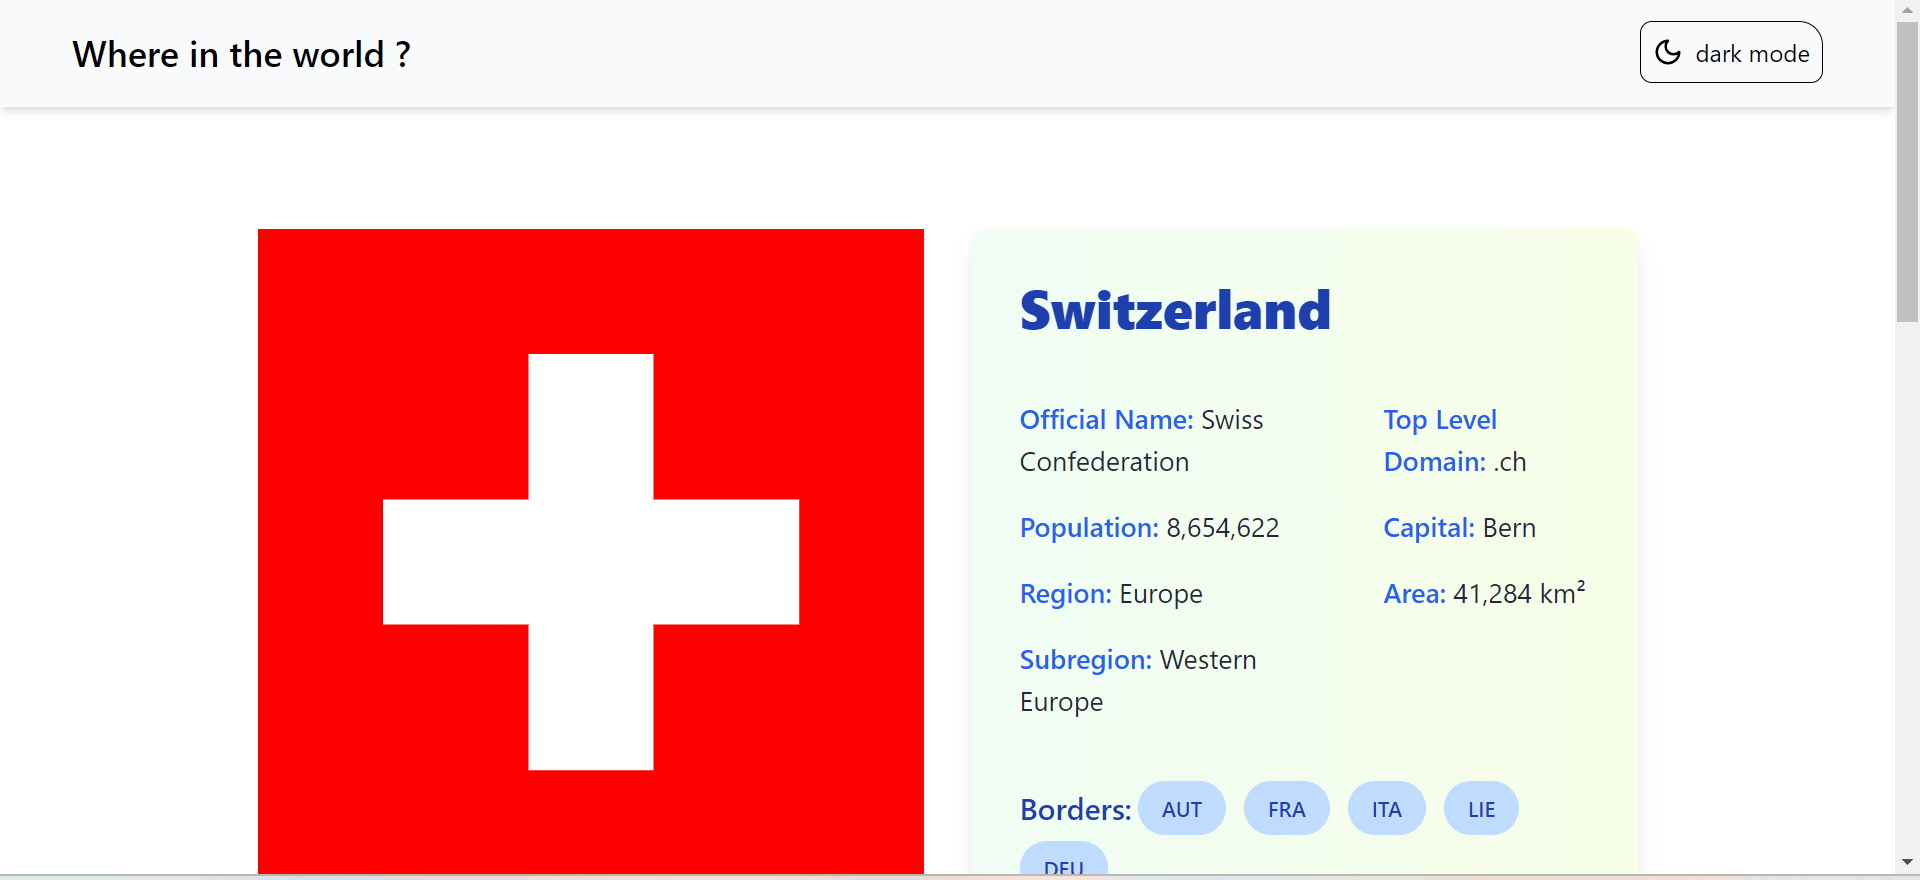 Where in the world ?
dark mode
Switzerland
Official Name: Swiss
Confederation
Population: 8,654,622
Region: Europe
Subregion: Western
Europe
Top Level
Domain: .ch
Capital: Bern
Area: 41,284 km²
Borders: AUT FRA ITA LIE
DEU